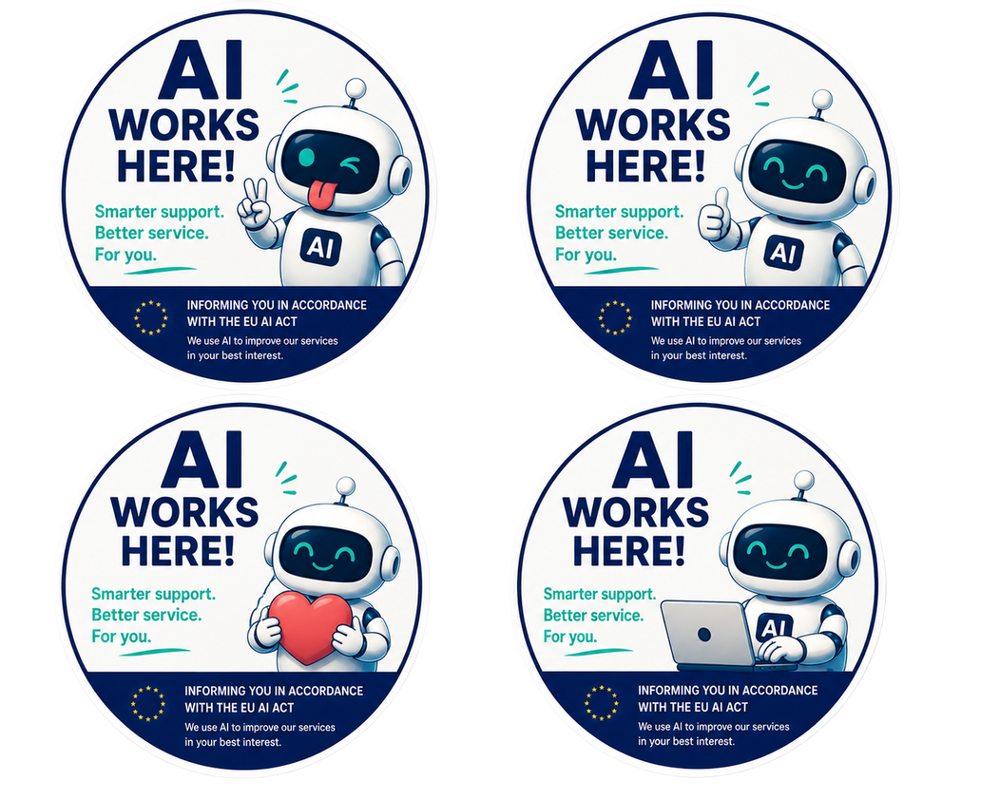 AI
WORKS
HERE!
Smarter support.
Better service.
For you.
AI
INFORMING YOU IN ACCORDANCE
WITH THE EU AI ACT
We use AI to improve our services
in your best interest.
AI
WORKS
HERE!
Smarter support.
Better service.
For you.
AI
INFORMING YOU IN ACCORDANCE
WITH THE EU AI ACT
We use AI to improve our services
in your best interest.
AI
WORKS
HERE!
Smarter support.
Better service.
For you.
INFORMING YOU IN ACCORDANCE
WITH THE EU AI ACT
We use AI to improve our services
in your best interest.
AI
WORKS
HERE!
Smarter support.
Better service.
For you.
AI
INFORMING YOU IN ACCORDANCE
WITH THE EU AI ACT
We use AI to improve our services
in your best interest.